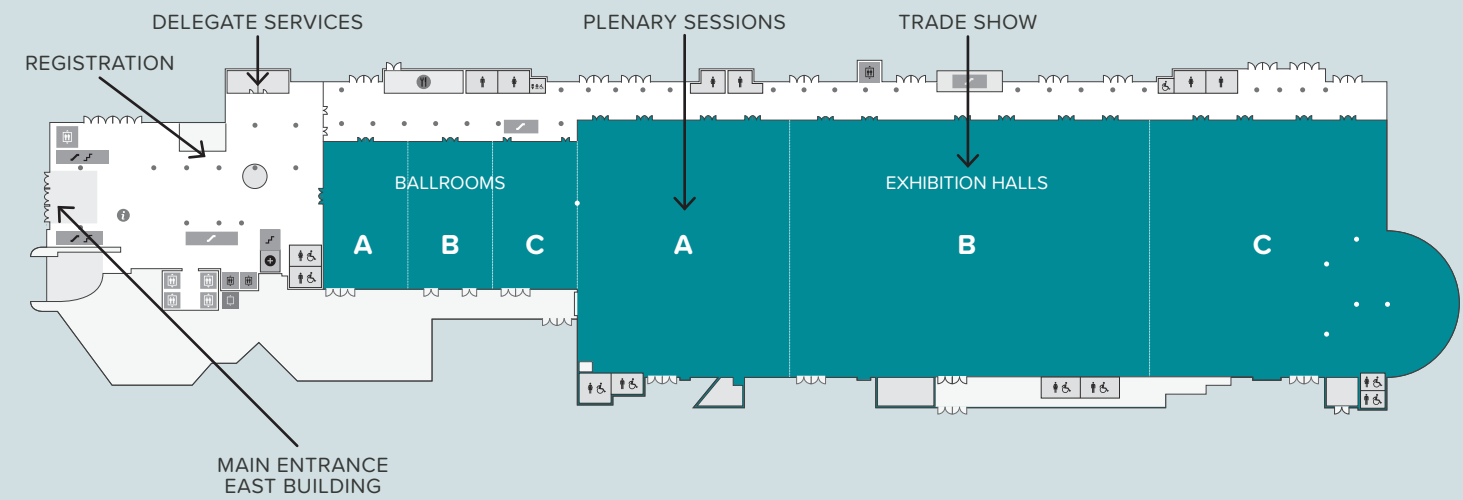 DELEGATE SERVICES
PLENARY SESSIONS
TRADE SHOW
REGISTRATION
BALLROOMS
EXHIBITION HALLS
A
B
C
A
B
C
i
MAIN ENTRANCE
EAST BUILDING